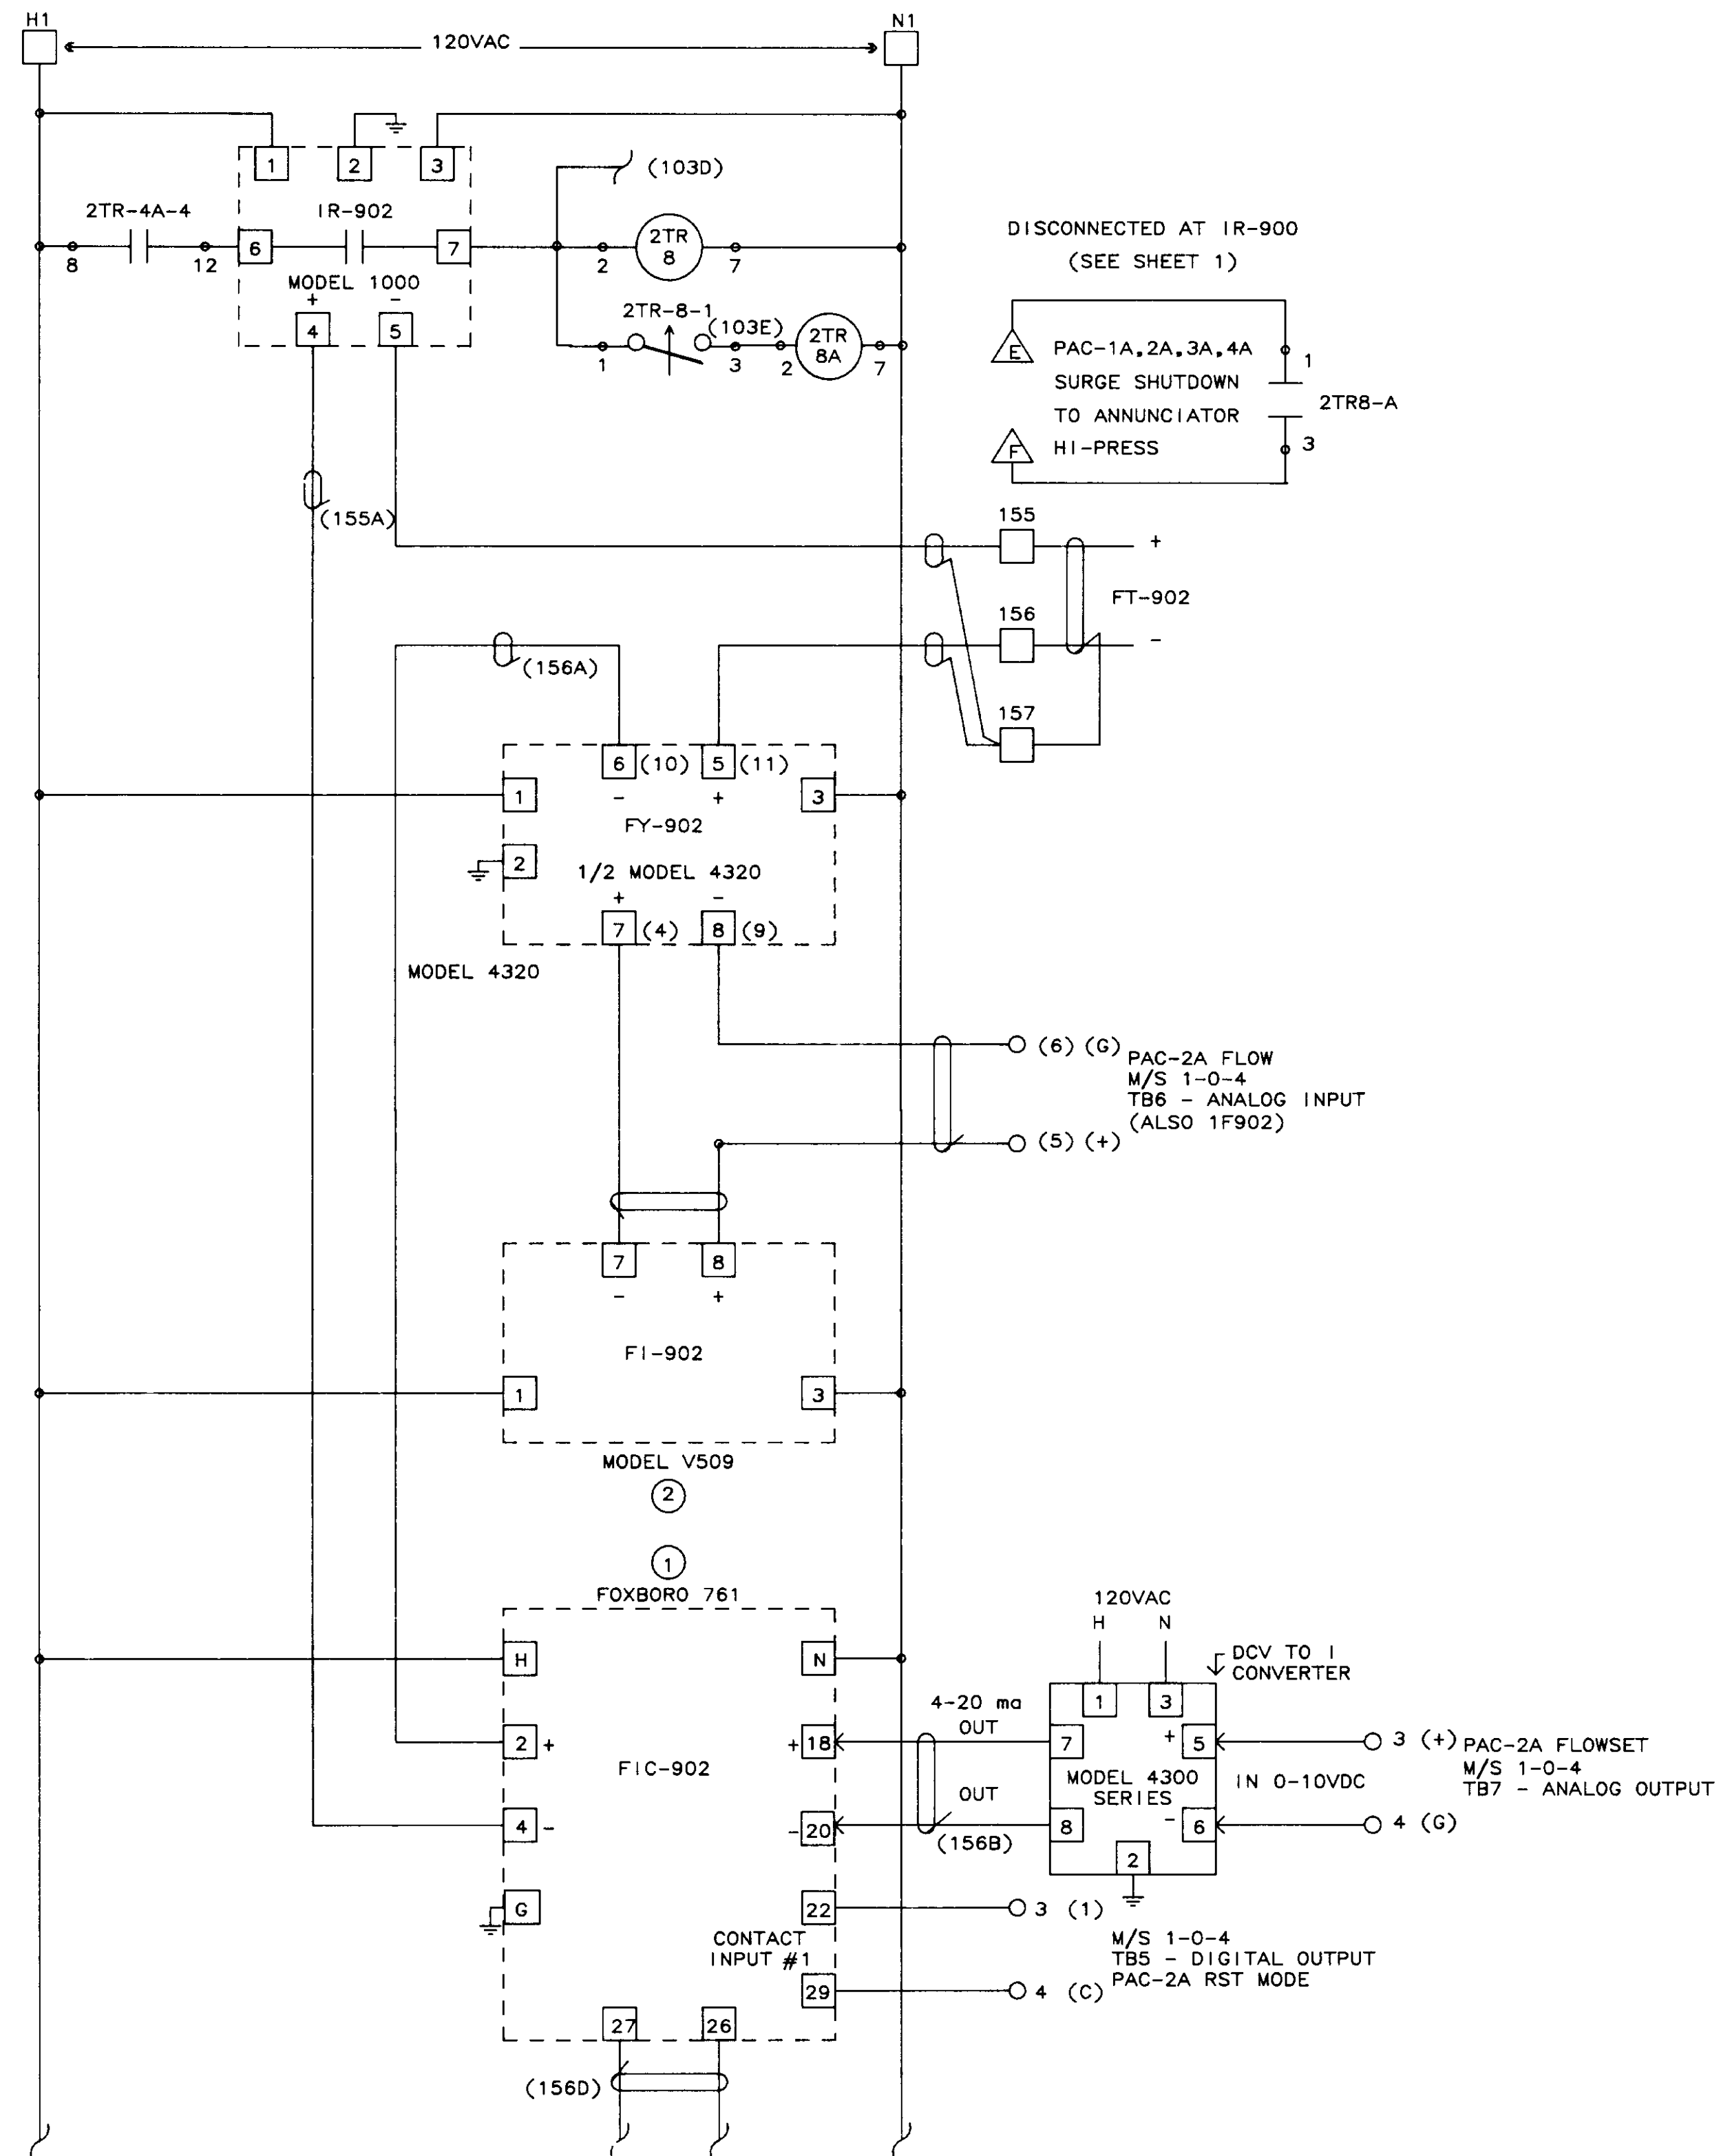 H1
N1
120VAC
1
2
3
(103D)
2TR-4A-4
IR-902
8
12
6
7
2
2TR
8
7
MODEL 1000
+
-
4
5
2TR-8-1
(103E)
1
3
2
2TR
8A
7
DISCONNECTED AT IR-900
(SEE SHEET 1)
E
PAC-1A,2A,3A,4A
SURGE SHUTDOWN
TO ANNUNCIATOR
F
HI-PRESS
1
2TR8-A
3
(155A)
155
+
FT-902
156
-
(156A)
157
6
(10)
5
(11)
-
+
1
3
FY-902
2
1/2 MODEL 4320
+
-
7
(4)
8
(9)
MODEL 4320
(6) (G)
PAC-2A FLOW
M/S 1-0-4
TB6 - ANALOG INPUT
(ALSO 1F902)
(5) (+)
7
8
-
+
FI-902
1
3
MODEL V509
2
1
FOXBORO 761
H
N
2
+
+
18
FIC-902
4
-
-
20
G
22
CONTACT
INPUT #1
29
27
26
(156D)
120VAC
H
N
DCV TO I
CONVERTER
1
3
4-20 ma
OUT
7
+
5
3 (+)
PAC-2A FLOWSET
M/S 1-0-4
TB7 - ANALOG OUTPUT
MODEL 4300
SERIES
IN 0-10VDC
OUT
8
-
6
4 (G)
(156B)
2
3 (1)
M/S 1-0-4
TB5 - DIGITAL OUTPUT
PAC-2A RST MODE
4 (C)